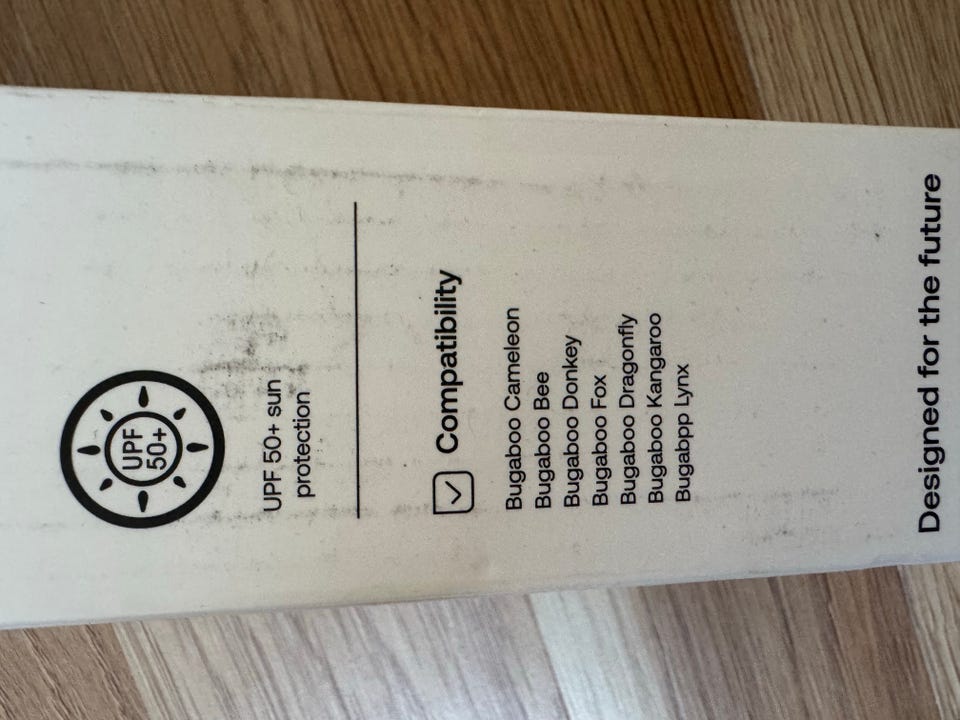 UPF
50+
UPF 50+ sun
protection
Compatibility
Bugaboo Cameleon
Bugaboo Bee
Bugaboo Donkey
Bugaboo Fox
Bugaboo Dragonfly
Bugaboo Kangaroo
Bugabpp Lynx
Designed for the future